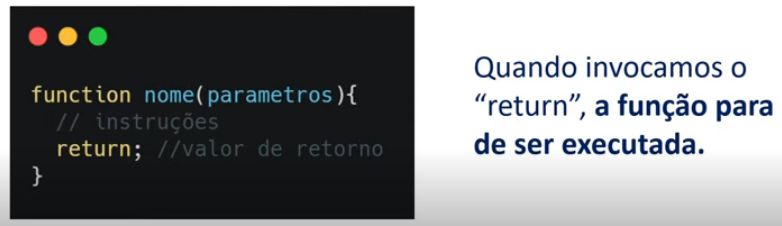 function nome(parametros){
// instruções
return; //valor de retorno
}
Quando invocamos o
“return”, a função para
de ser executada.